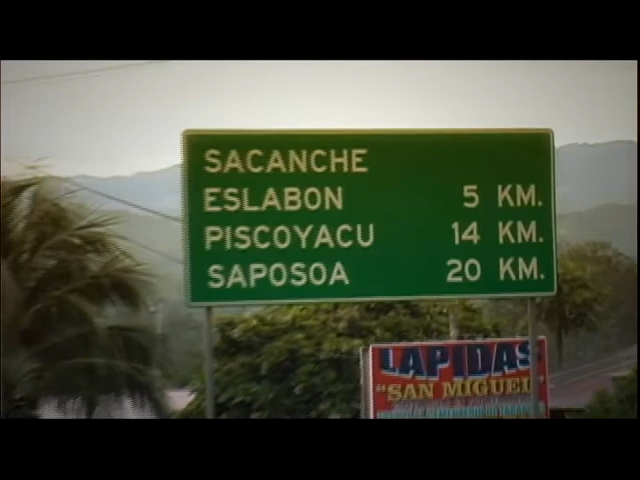 SACANCHE
ESLABON 5 KM.
PISCOYACU 14 KM.
SAPOSOA 20 KM.
LAPIDAS
"SAN MIGUEL